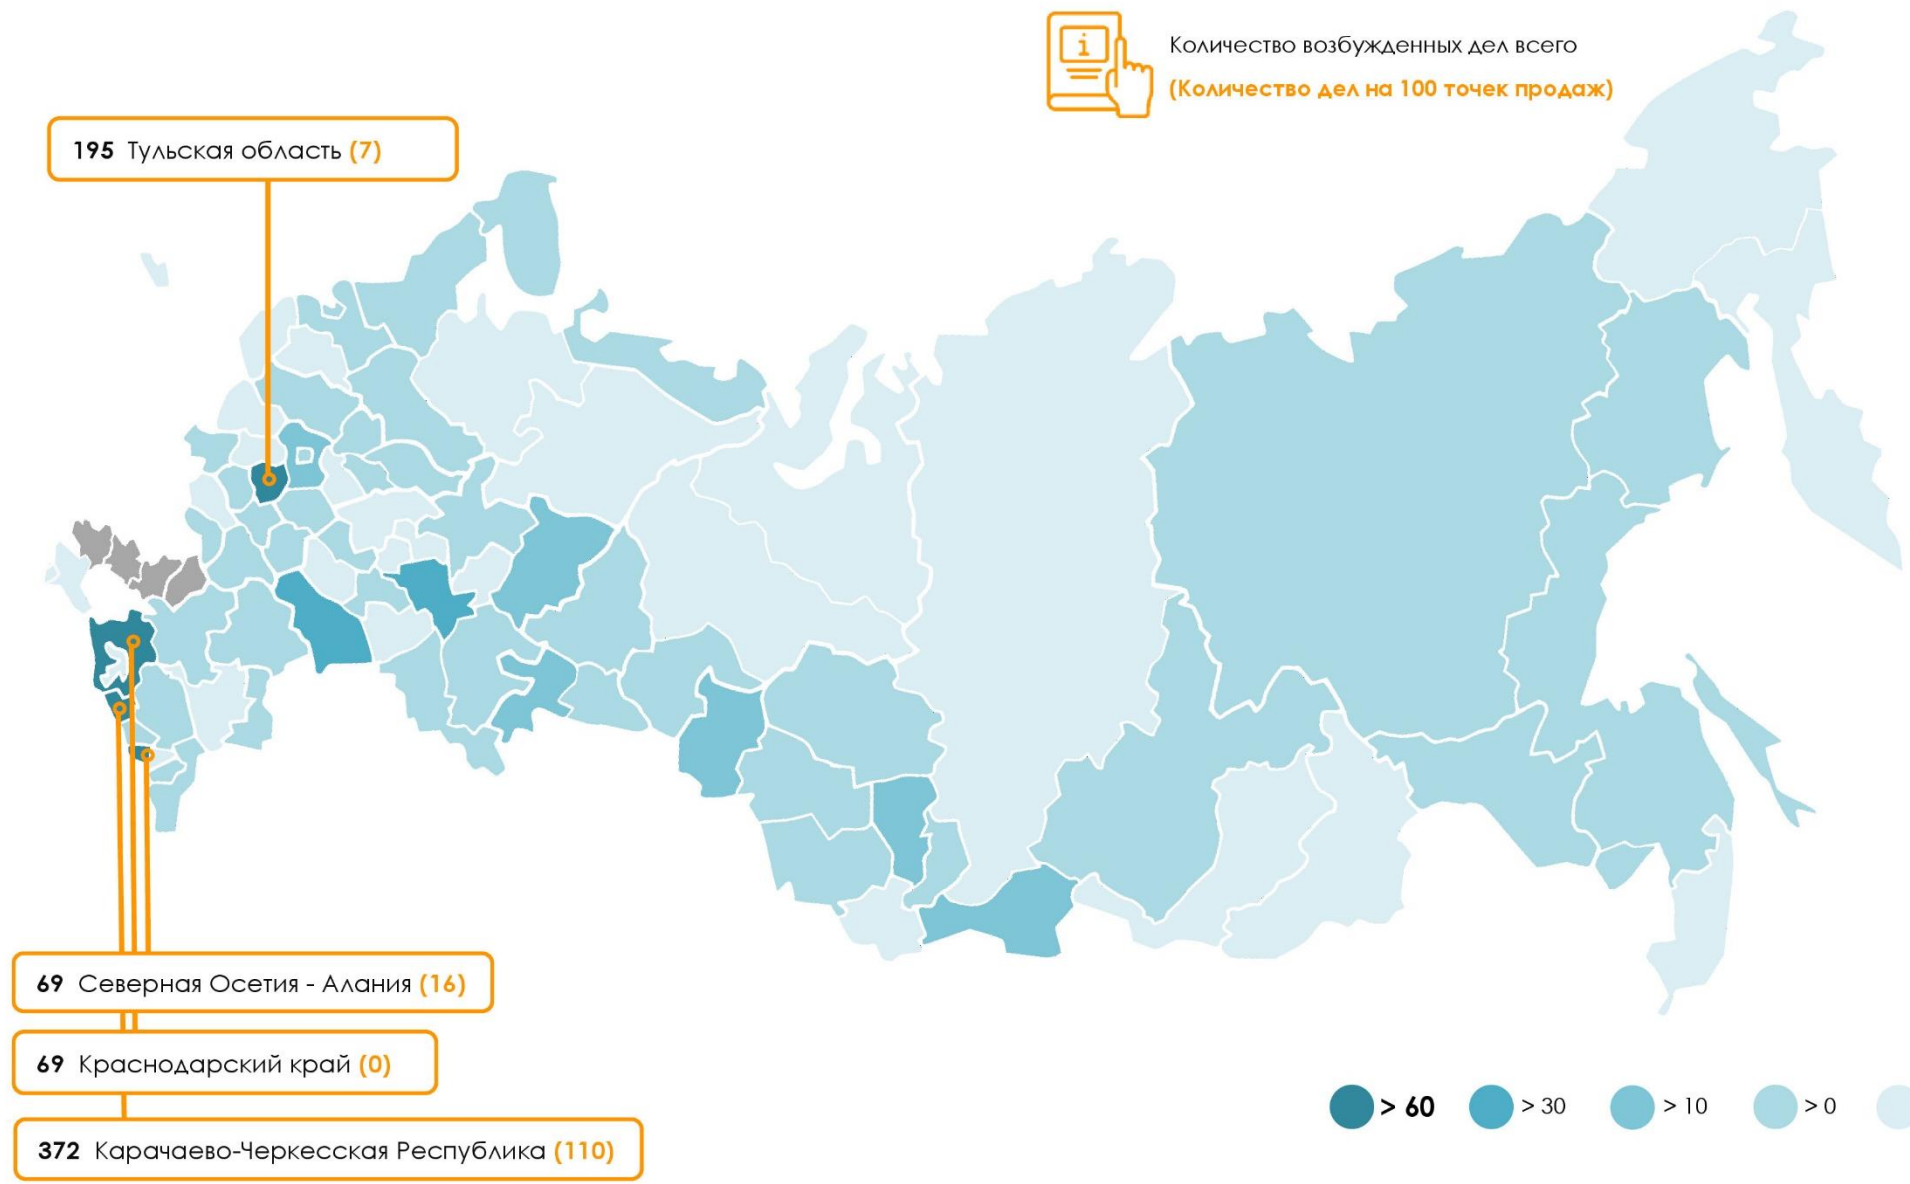 i
Количество возбужденных дел всего
(Количество дел на 100 точек продаж)
195 Тульская область (7)
69 Северная Осетия - Алания (16)
69 Краснодарский край (0)
372 Карачаево-Черкесская Республика (110)
> 60 > 30 > 10 > 0